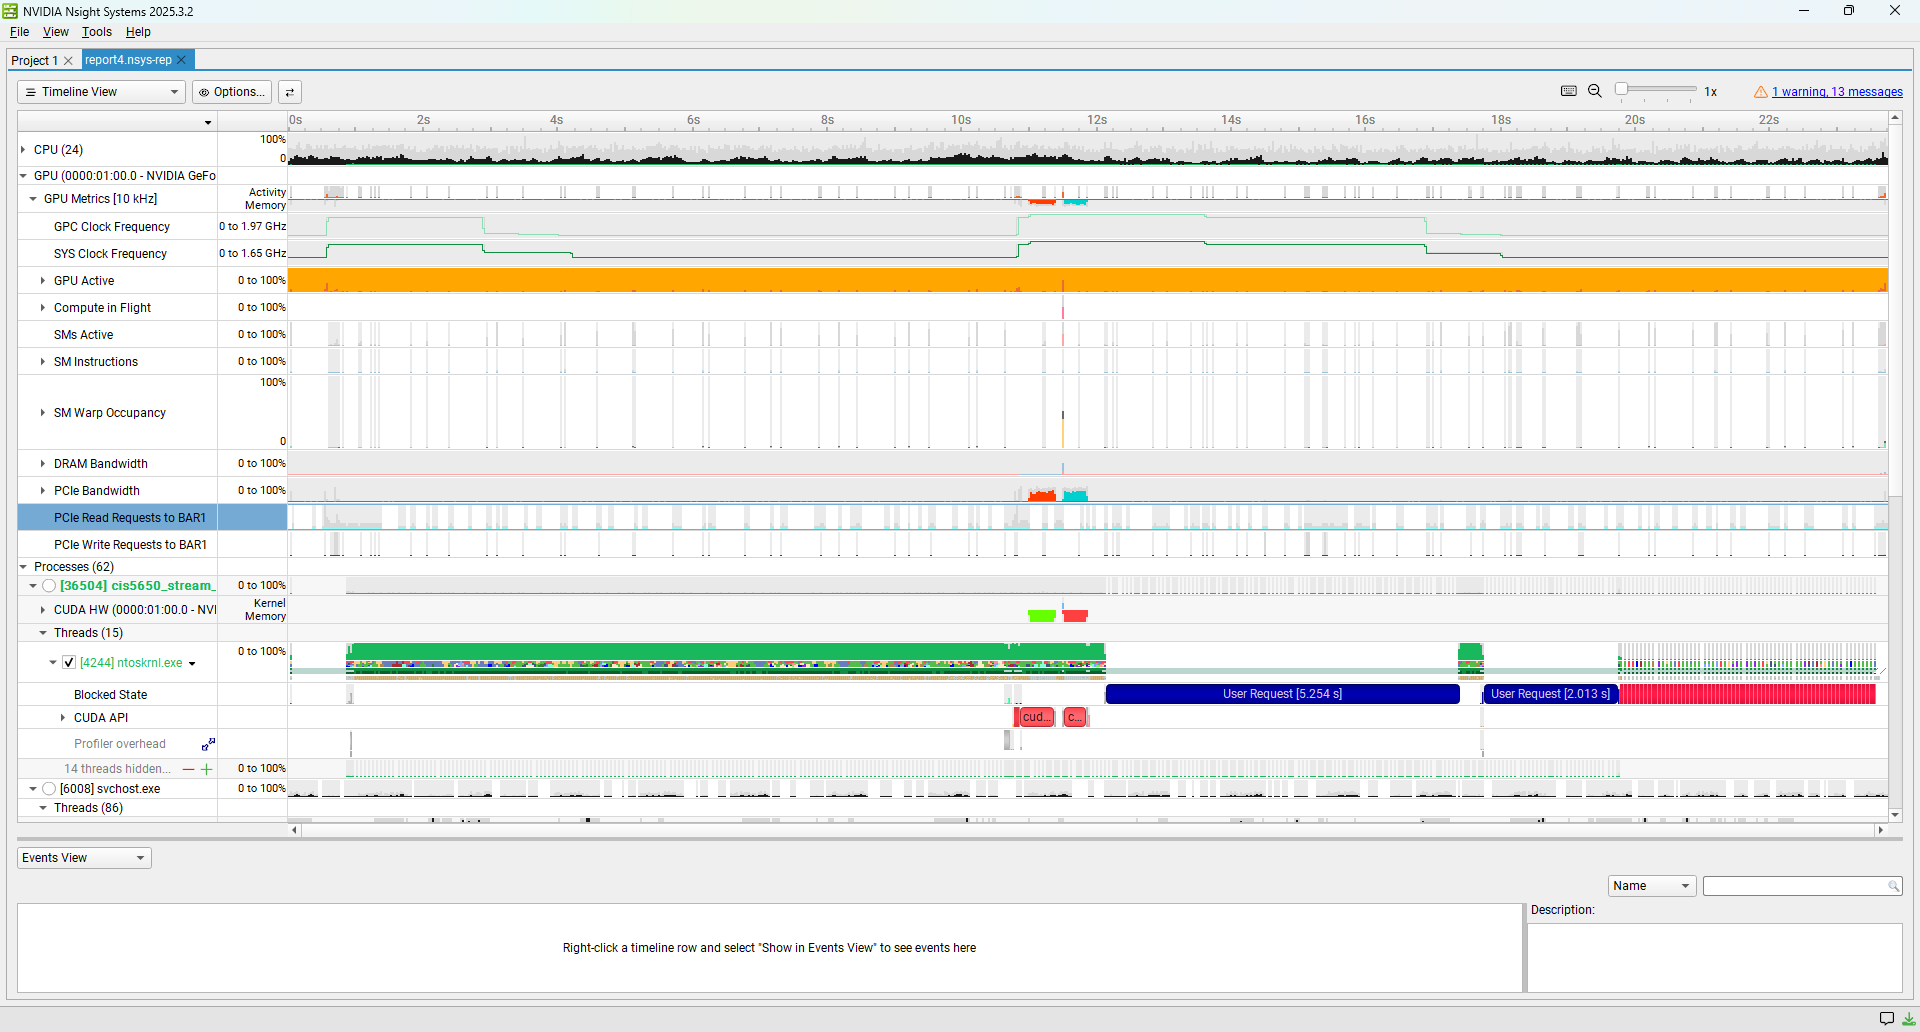 NVIDIA Nsight Systems 2025.3.2
File View Tools Help
Project 1 report4.nsys-rep
Timeline View Options... 1x 1 warning, 13 messages
0s 2s 4s 6s 8s 10s 12s 14s 16s 18s 20s 22s
CPU (24) 100% 0
GPU (0000:01:00.0 - NVIDIA GeFo
GPU Metrics [10 kHz] Activity Memory
GPC Clock Frequency 0 to 1.97 GHz
SYS Clock Frequency 0 to 1.65 GHz
GPU Active 0 to 100%
Compute in Flight 0 to 100%
SMs Active 0 to 100%
SM Instructions 0 to 100%
SM Warp Occupancy 100% 0
DRAM Bandwidth 0 to 100%
PCIe Bandwidth 0 to 100%
PCIe Read Requests to BAR1
PCIe Write Requests to BAR1
Processes (62)
[36504] cis5650_stream_ 0 to 100%
CUDA HW (0000:01:00.0 - NVI Kernel Memory
Threads (15)
[4244] ntoskrnl.exe 0 to 100%
Blocked State User Request [5.254 s] User Request [2.013 s]
CUDA API cud... c...
Profiler overhead
14 threads hidden... 0 to 100%
[6008] svchost.exe 0 to 100%
Threads (86)
Events View
Name
Description:
Right-click a timeline row and select "Show in Events View" to see events here